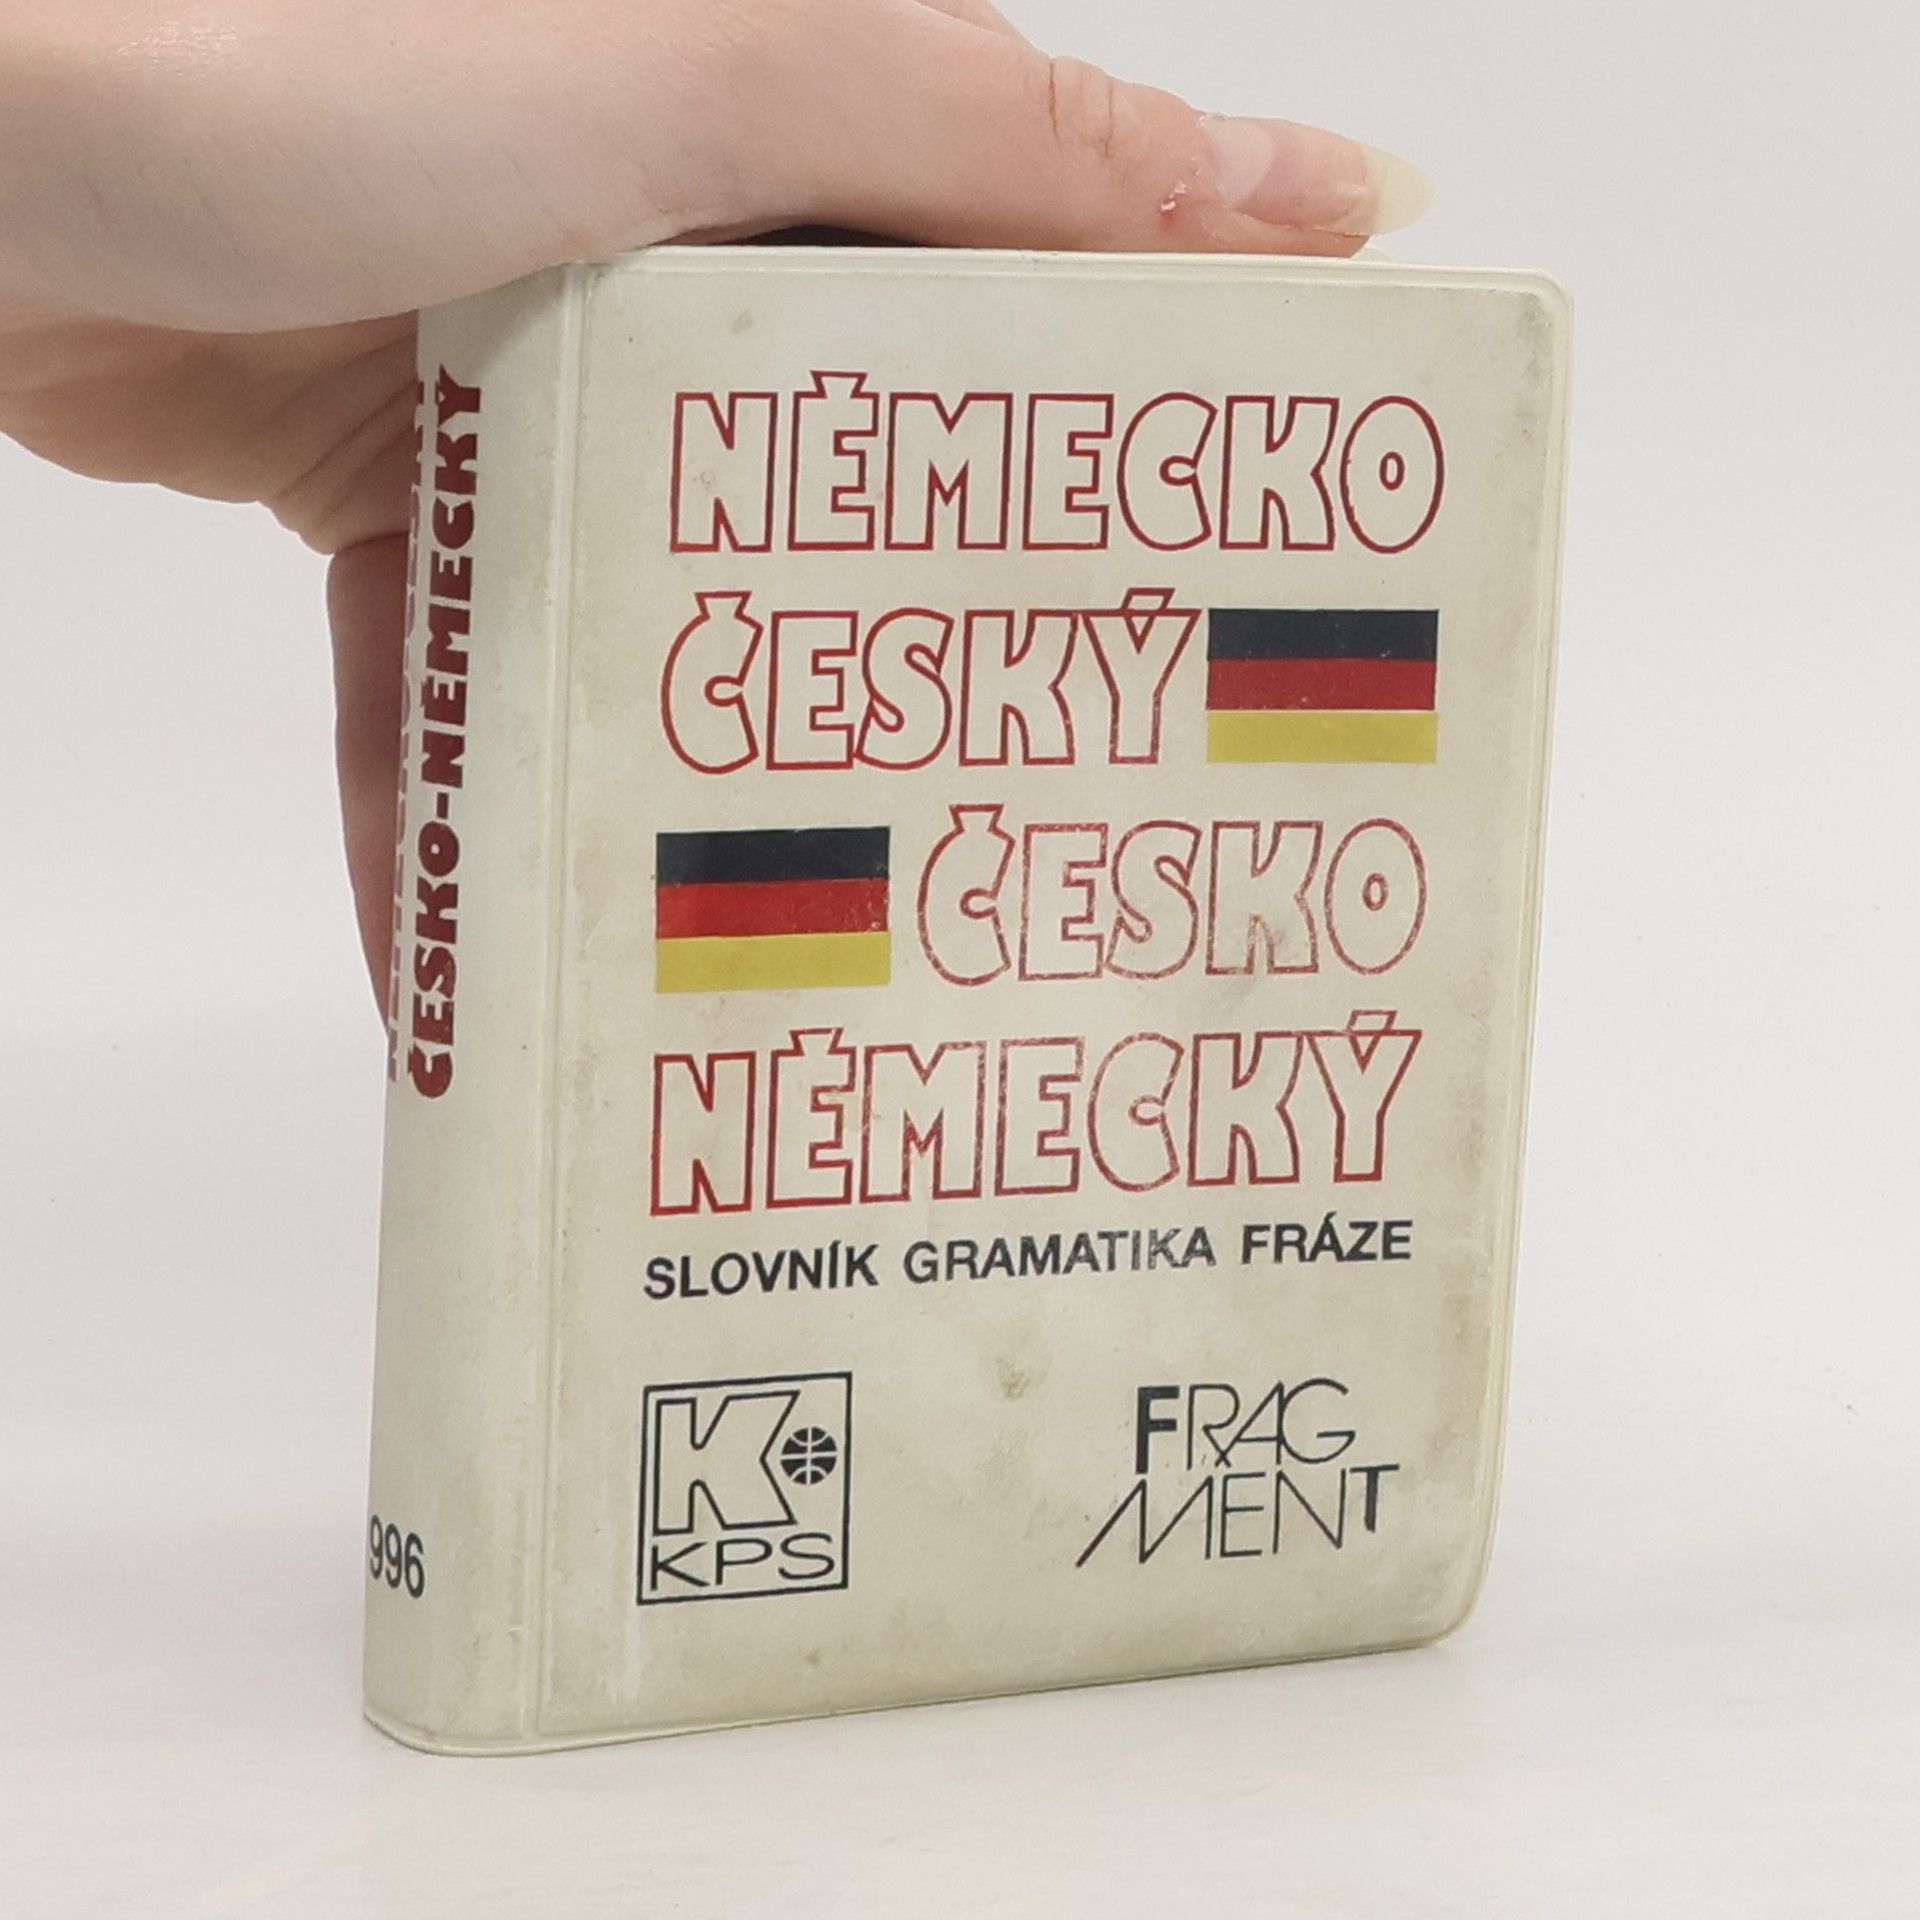 NĚMECKO
ČESKÝ
ČESKO
NĚMECKÝ
SLOVNÍK GRAMATIKA FRÁZE
K
KPS
FRAG
MENT
ČESKO-NĚMECKÝ
996